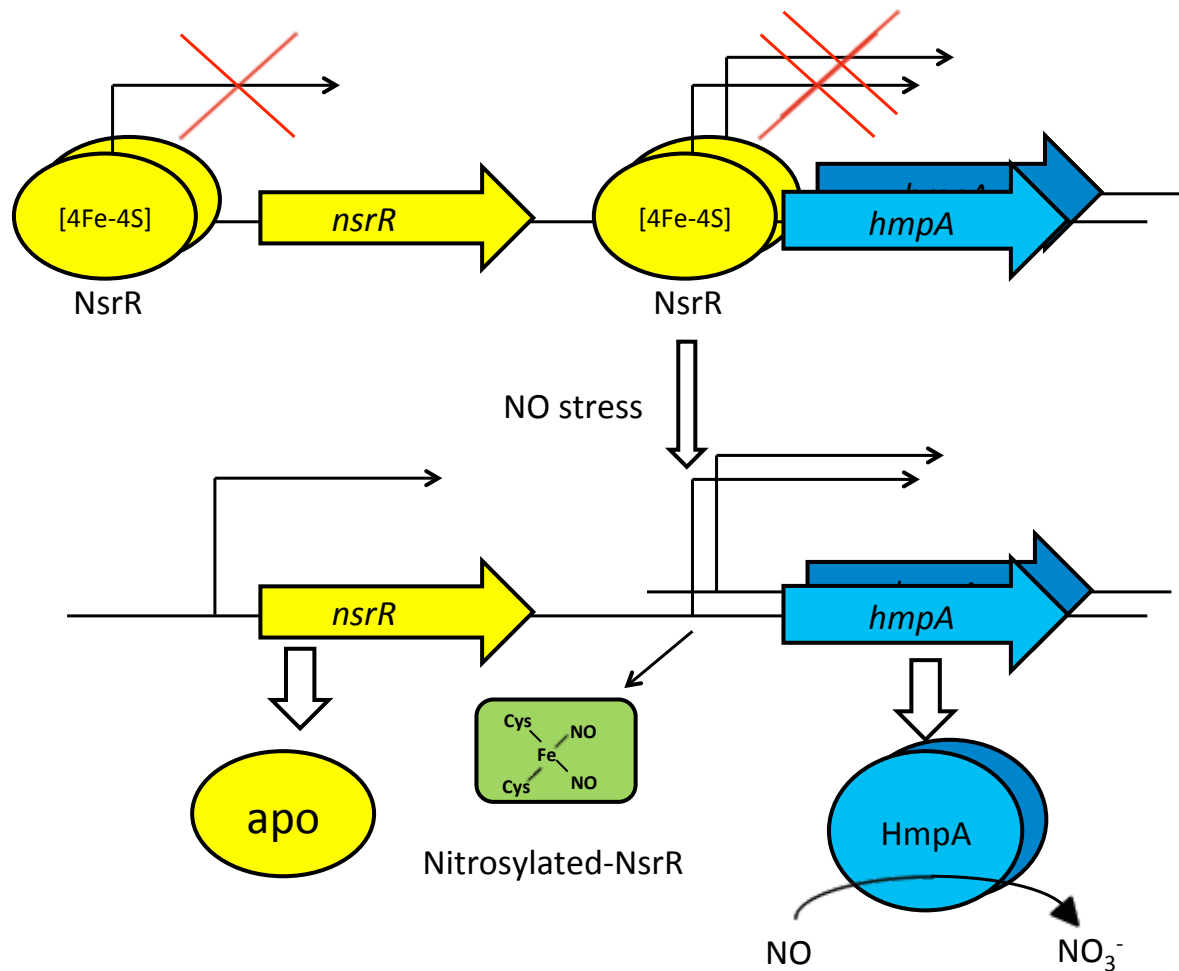 [4Fe-4S]
nsrR
[4Fe-4S]
hmpA
NsrR
NsrR
NO stress
nsrR
hmpA
Cys
NO
Fe
Cys
NO
apo
HmpA
Nitrosylated-NsrR
NO
NO₃⁻